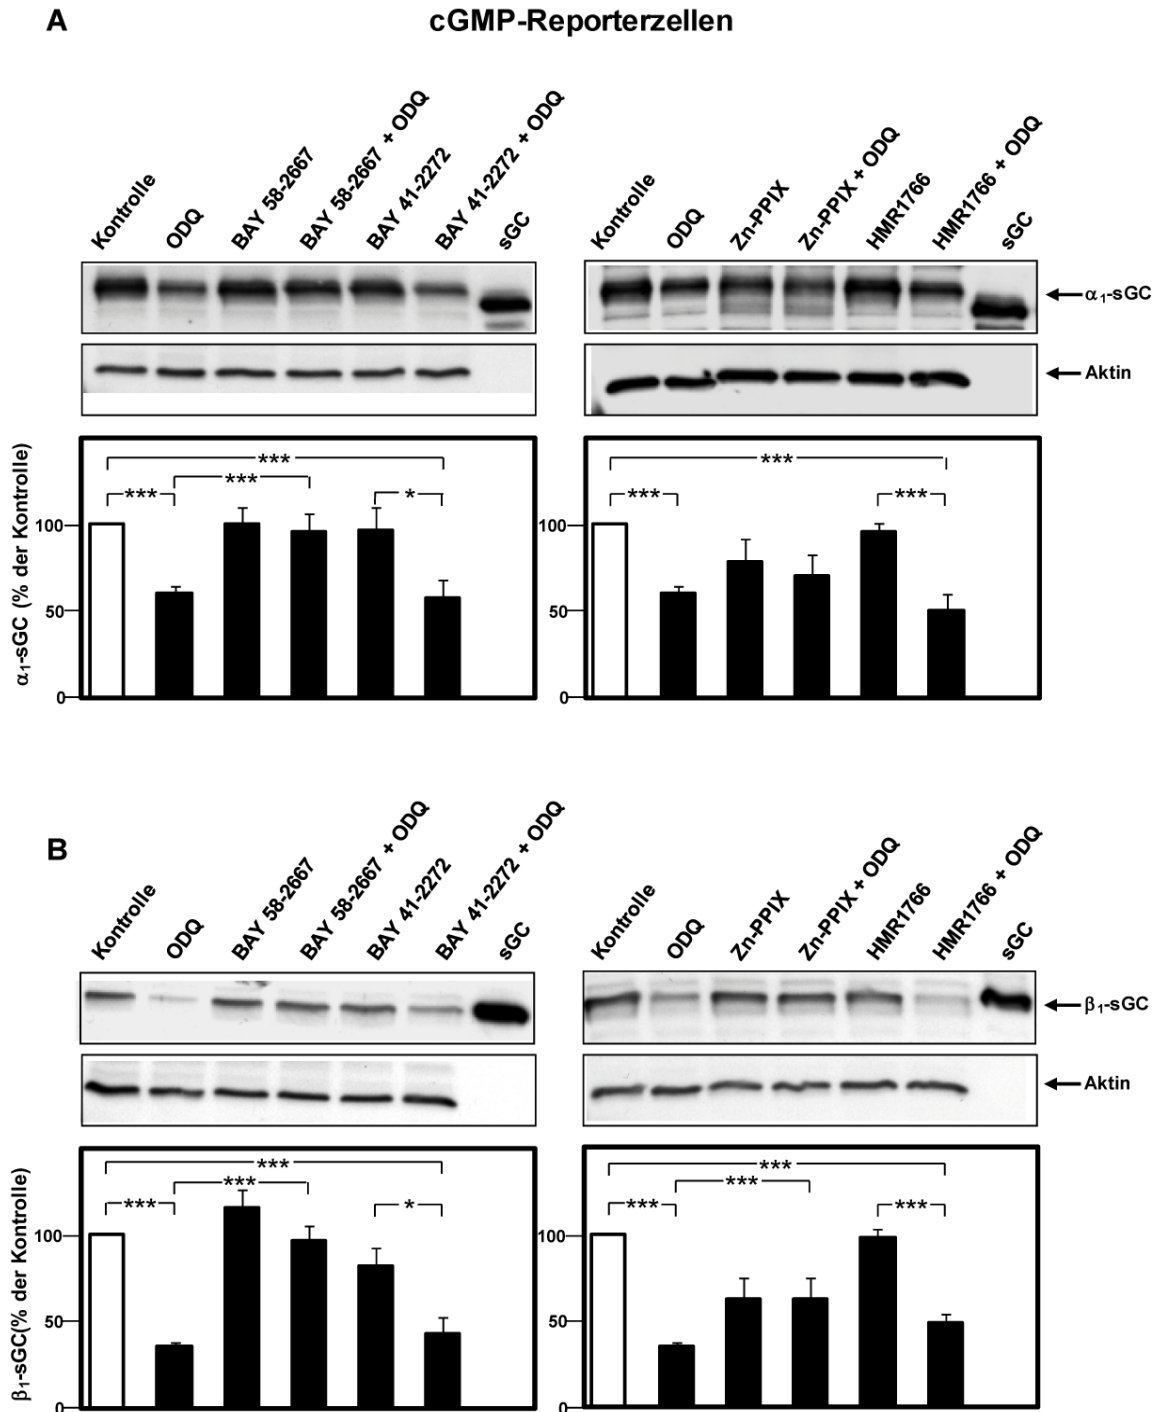 A
cGMP-Reporterzellen
Kontrolle
ODQ
BAY 58-2667
BAY 58-2667 + ODQ
BAY 41-2272
BAY 41-2272 + ODQ
sGC
Kontrolle
ODQ
Zn-PPIX
Zn-PPIX + ODQ
HMR1766
HMR1766 + ODQ
sGC
α₁-sGC
Aktin
α₁-sGC (% der Kontrolle)
100
50
0
***
***
***
*
100
50
0
***
***
***
B
Kontrolle
ODQ
BAY 58-2667
BAY 58-2667 + ODQ
BAY 41-2272
BAY 41-2272 + ODQ
sGC
Kontrolle
ODQ
Zn-PPIX
Zn-PPIX + ODQ
HMR1766
HMR1766 + ODQ
sGC
β₁-sGC
Aktin
β₁-sGC(% der Kontrolle)
100
50
0
***
***
***
*
100
50
0
***
***
***
***